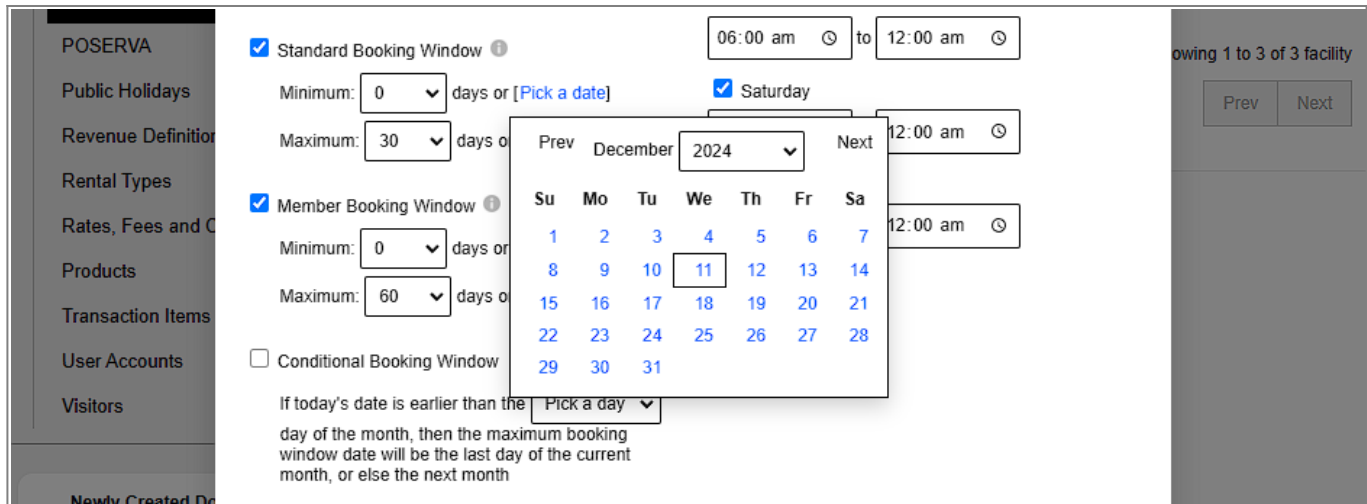 POSERVA
Public Holidays
Revenue Definition
Rental Types
Rates, Fees and C
Products
Transaction Items
User Accounts
Visitors
Newly Created Do
Standard Booking Window
Minimum: 0 days or [Pick a date]
Maximum: 30 days o
Member Booking Window
Minimum: 0 days or
Maximum: 60 days o
Conditional Booking Window
If today's date is earlier than the Pick a day
day of the month, then the maximum booking
window date will be the last day of the current
month, or else the next month
06:00 am to 12:00 am
Saturday
12:00 am
12:00 am
Prev December 2024 Next
Su Mo Tu We Th Fr Sa
1 2 3 4 5 6 7
8 9 10 11 12 13 14
15 16 17 18 19 20 21
22 23 24 25 26 27 28
29 30 31
owing 1 to 3 of 3 facility
Prev Next